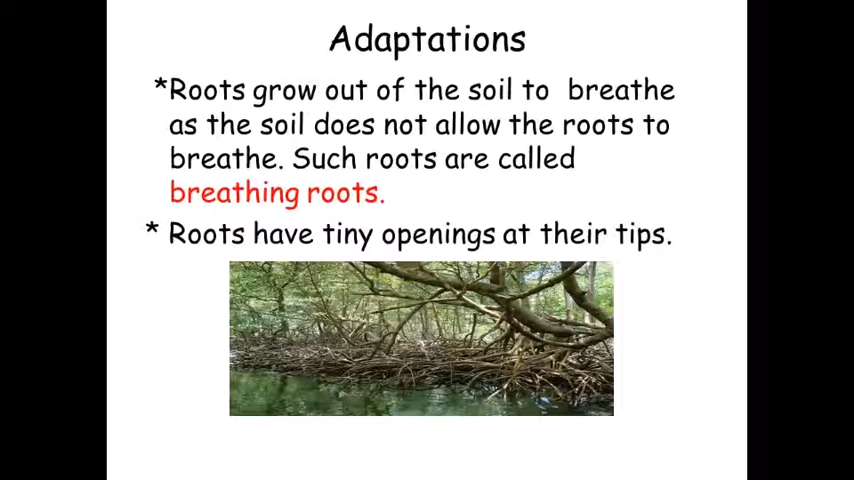 Adaptations
*Roots grow out of the soil to breathe
as the soil does not allow the roots to
breathe. Such roots are called
breathing roots.
* Roots have tiny openings at their tips.